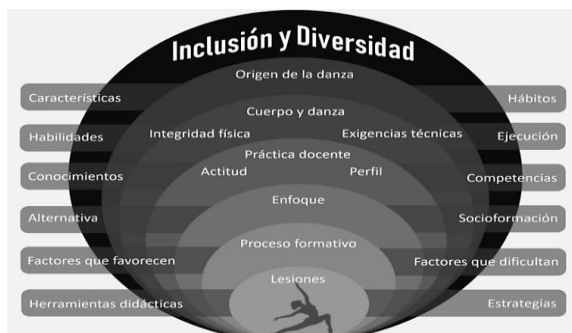 Inclusión y Diversidad
Origen de la danza
Características
Hábitos
Cuerpo y danza
Habilidades
Integridad física
Exigencias técnicas
Ejecución
Práctica docente
Conocimientos
Actitud
Perfil
Competencias
Enfoque
Alternativa
Socioformación
Proceso formativo
Factores que favorecen
Factores que dificultan
Lesiones
Herramientas didácticas
Estrategias